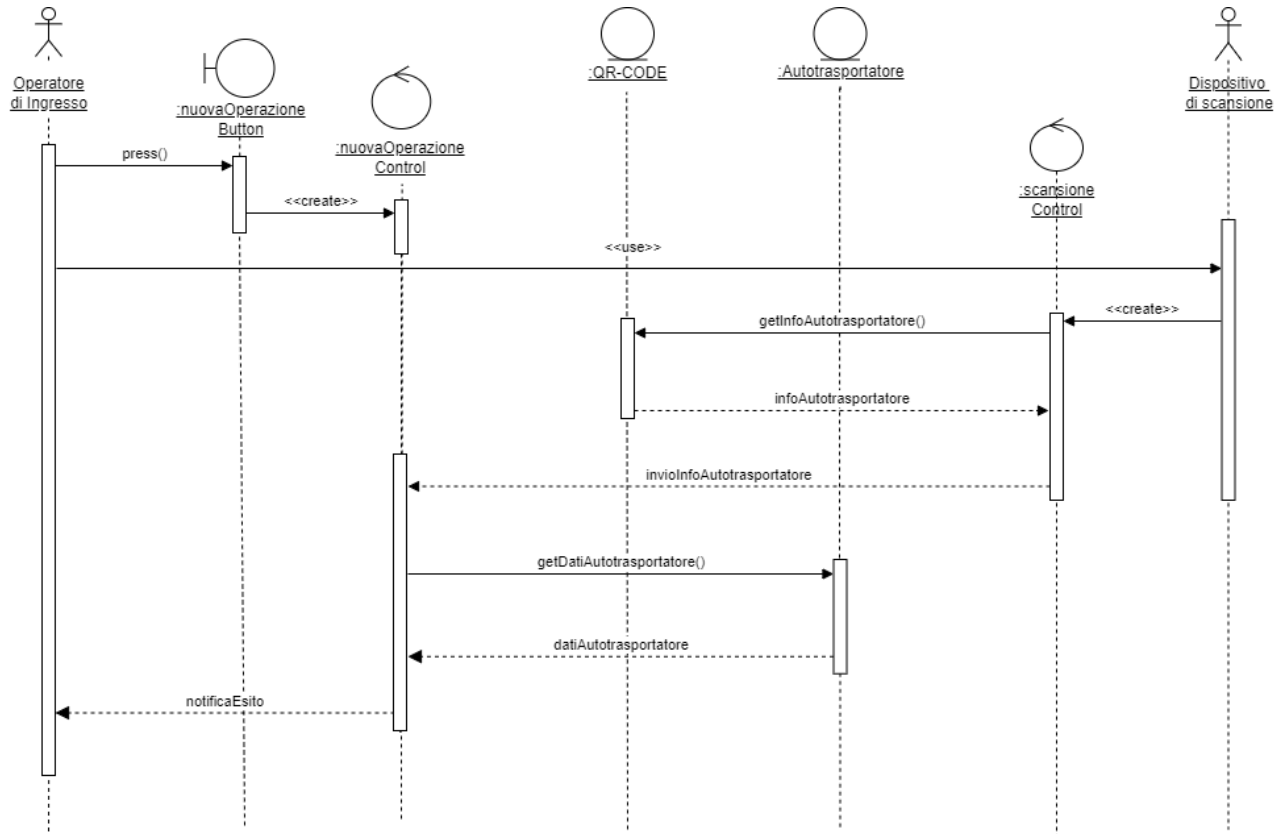 Operatore
di Ingresso
:nuovaOperazione
Button
:nuovaOperazione
Control
:QR-CODE
:Autotrasportatore
:scansione
Control
Dispositivo
di scansione
press()
<<create>>
<<use>>
<<create>>
getInfoAutotrasportatore()
infoAutotrasportatore
invioInfoAutotrasportatore
getDatiAutotrasportatore()
datiAutotrasportatore
notificaEsito